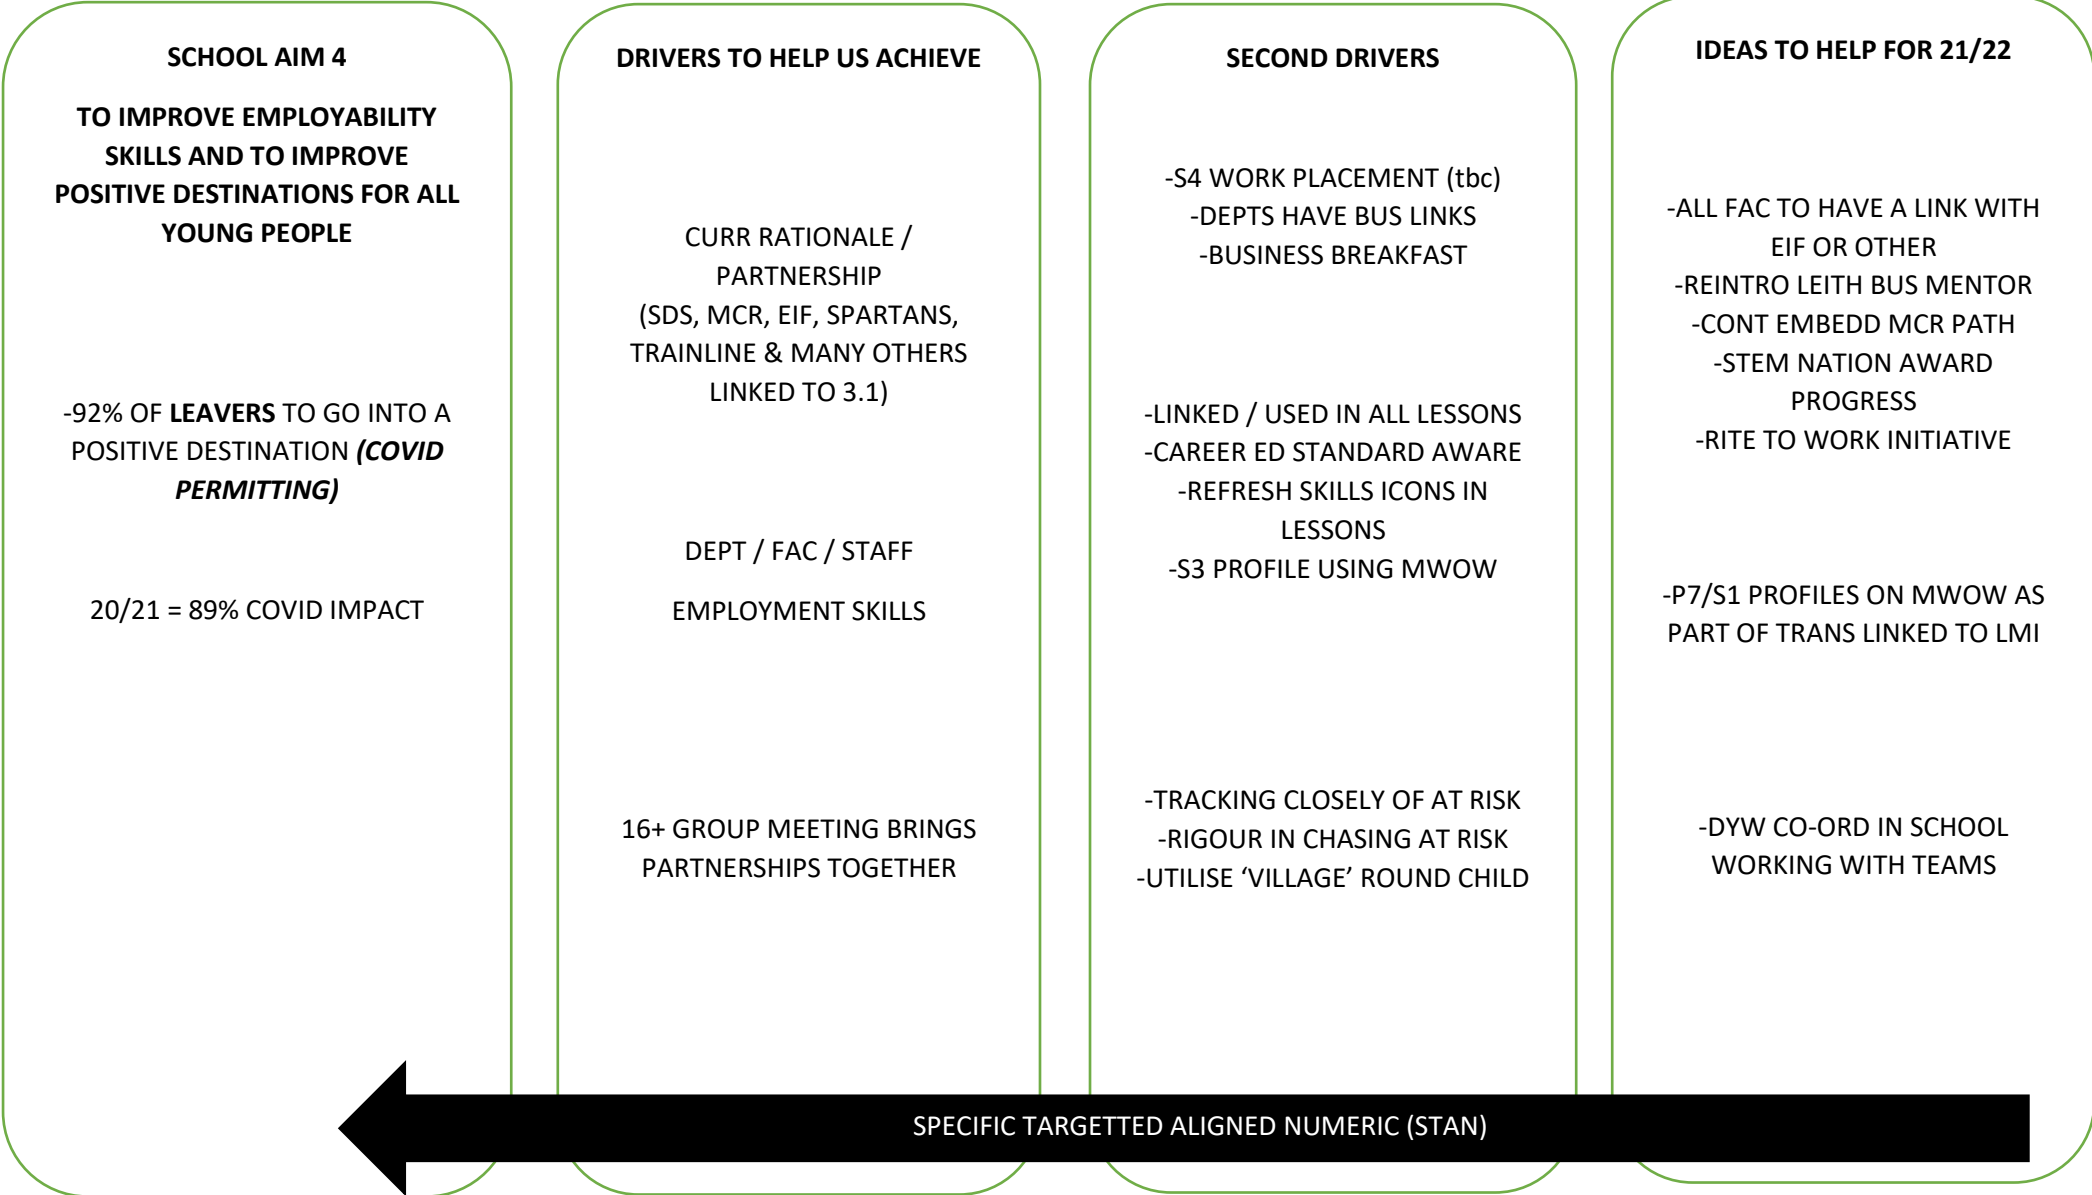 SCHOOL AIM 4
TO IMPROVE EMPLOYABILITY
SKILLS AND TO IMPROVE
POSITIVE DESTINATIONS FOR ALL
YOUNG PEOPLE
-92% OF LEAVERS TO GO INTO A
POSITIVE DESTINATION (COVID
PERMITTING)
20/21 = 89% COVID IMPACT
DRIVERS TO HELP US ACHIEVE
CURR RATIONALE /
PARTNERSHIP
(SDS, MCR, EIF, SPARTANS,
TRAINLINE & MANY OTHERS
LINKED TO 3.1)
DEPT / FAC / STAFF
EMPLOYMENT SKILLS
16+ GROUP MEETING BRINGS
PARTNERSHIPS TOGETHER
SECOND DRIVERS
-S4 WORK PLACEMENT (tbc)
-DEPTS HAVE BUS LINKS
-BUSINESS BREAKFAST
-LINKED / USED IN ALL LESSONS
-CAREER ED STANDARD AWARE
-REFRESH SKILLS ICONS IN
LESSONS
-S3 PROFILE USING MWOW
-TRACKING CLOSELY OF AT RISK
-RIGOUR IN CHASING AT RISK
-UTILISE ‘VILLAGE’ ROUND CHILD
IDEAS TO HELP FOR 21/22
-ALL FAC TO HAVE A LINK WITH
EIF OR OTHER
-REINTRO LEITH BUS MENTOR
-CONT EMBEDD MCR PATH
-STEM NATION AWARD
PROGRESS
-RITE TO WORK INITIATIVE
-P7/S1 PROFILES ON MWOW AS
PART OF TRANS LINKED TO LMI
-DYW CO-ORD IN SCHOOL
WORKING WITH TEAMS
SPECIFIC TARGETTED ALIGNED NUMERIC (STAN)